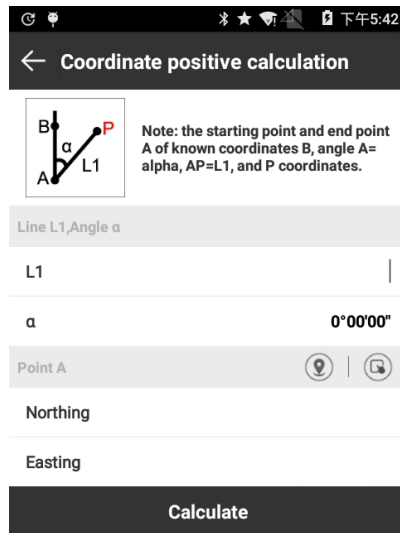 下午5:42
Coordinate positive calculation
B
P
α
A
L1
Note: the starting point and end point
A of known coordinates B, angle A=
alpha, AP=L1, and P coordinates.
Line L1,Angle α
L1
α
0°00'00"
Point A
Northing
Easting
Calculate